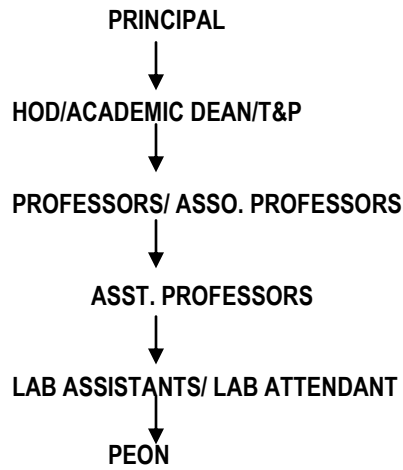 PRINCIPAL
HOD/ACADEMIC DEAN/T&P
PROFESSORS/ ASSO. PROFESSORS
ASST. PROFESSORS
LAB ASSISTANTS/ LAB ATTENDANT
PEON